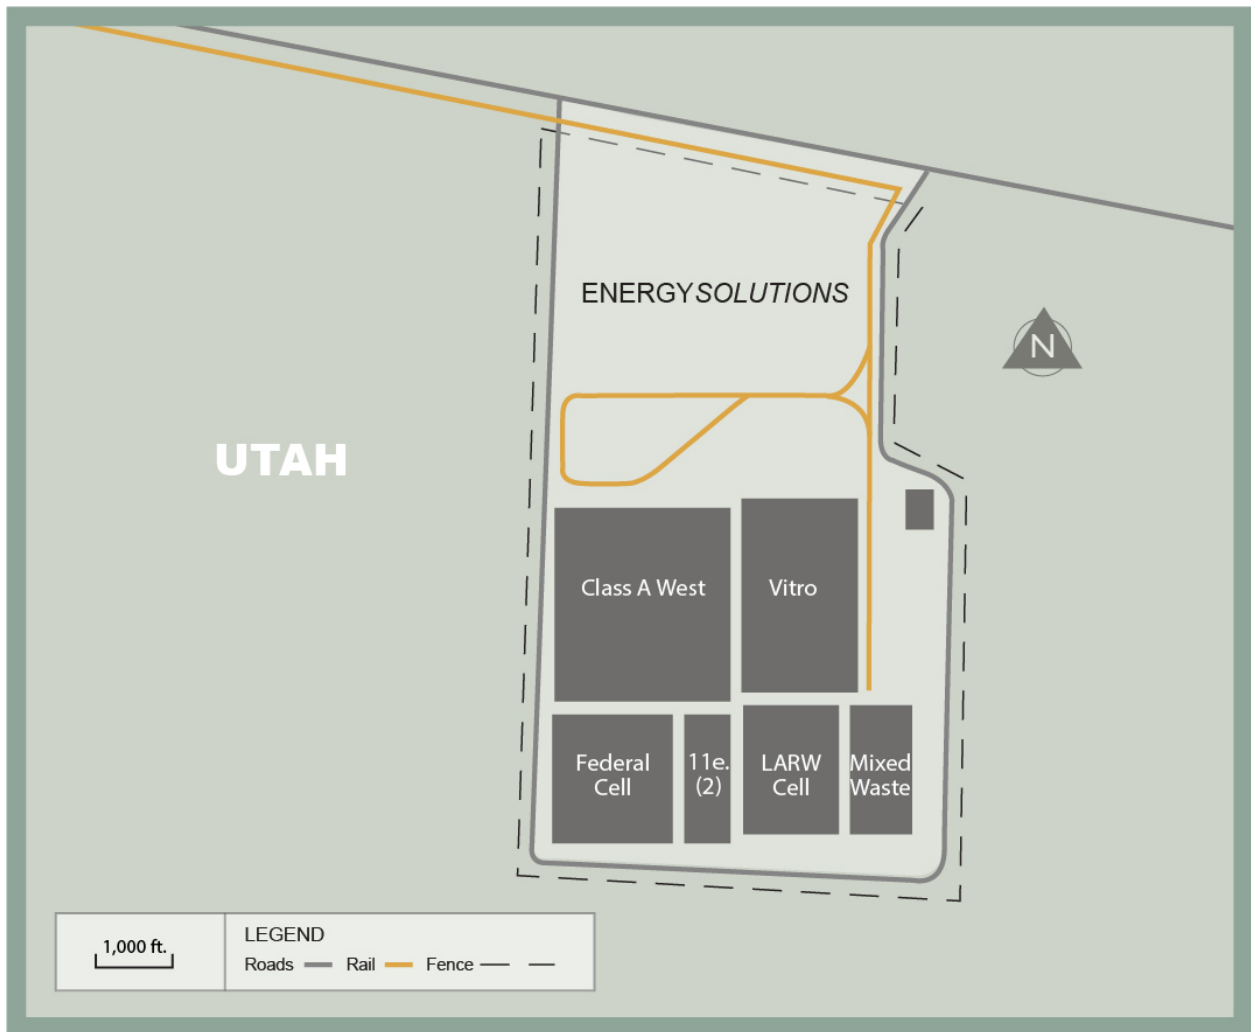 ENERGYSOLUTIONS
N
UTAH
Class A West
Vitro
Federal
Cell
11e.
(2)
LARW
Cell
Mixed
Waste
1,000 ft.
LEGEND
Roads Rail Fence